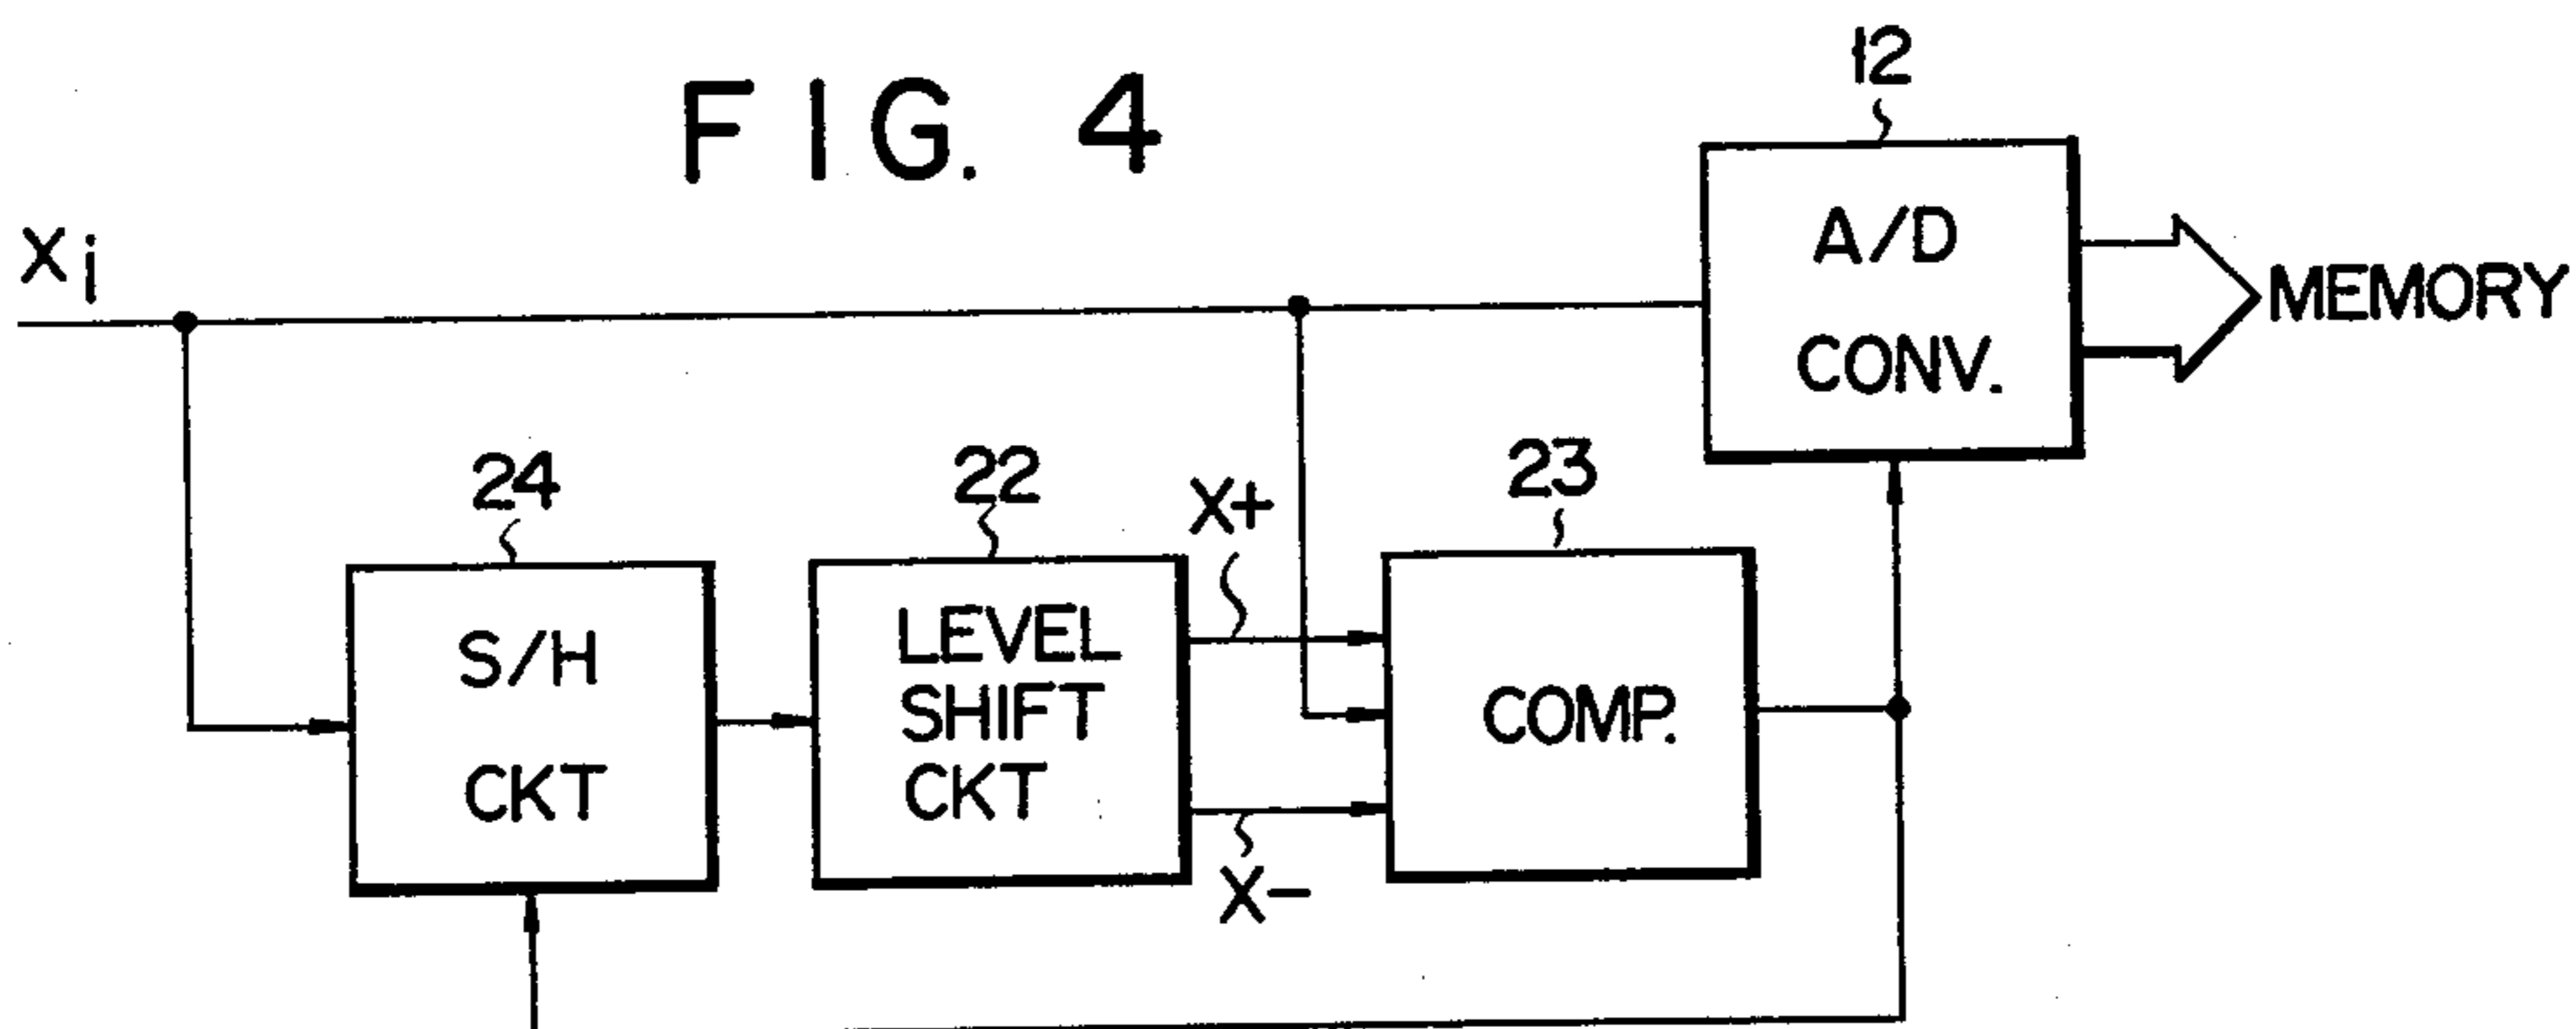 FIG. 4
12
Xi
A/D
CONV.
MEMORY
24
22
X+
23
S/H
CKT
LEVEL
SHIFT
CKT
COMP.
X-